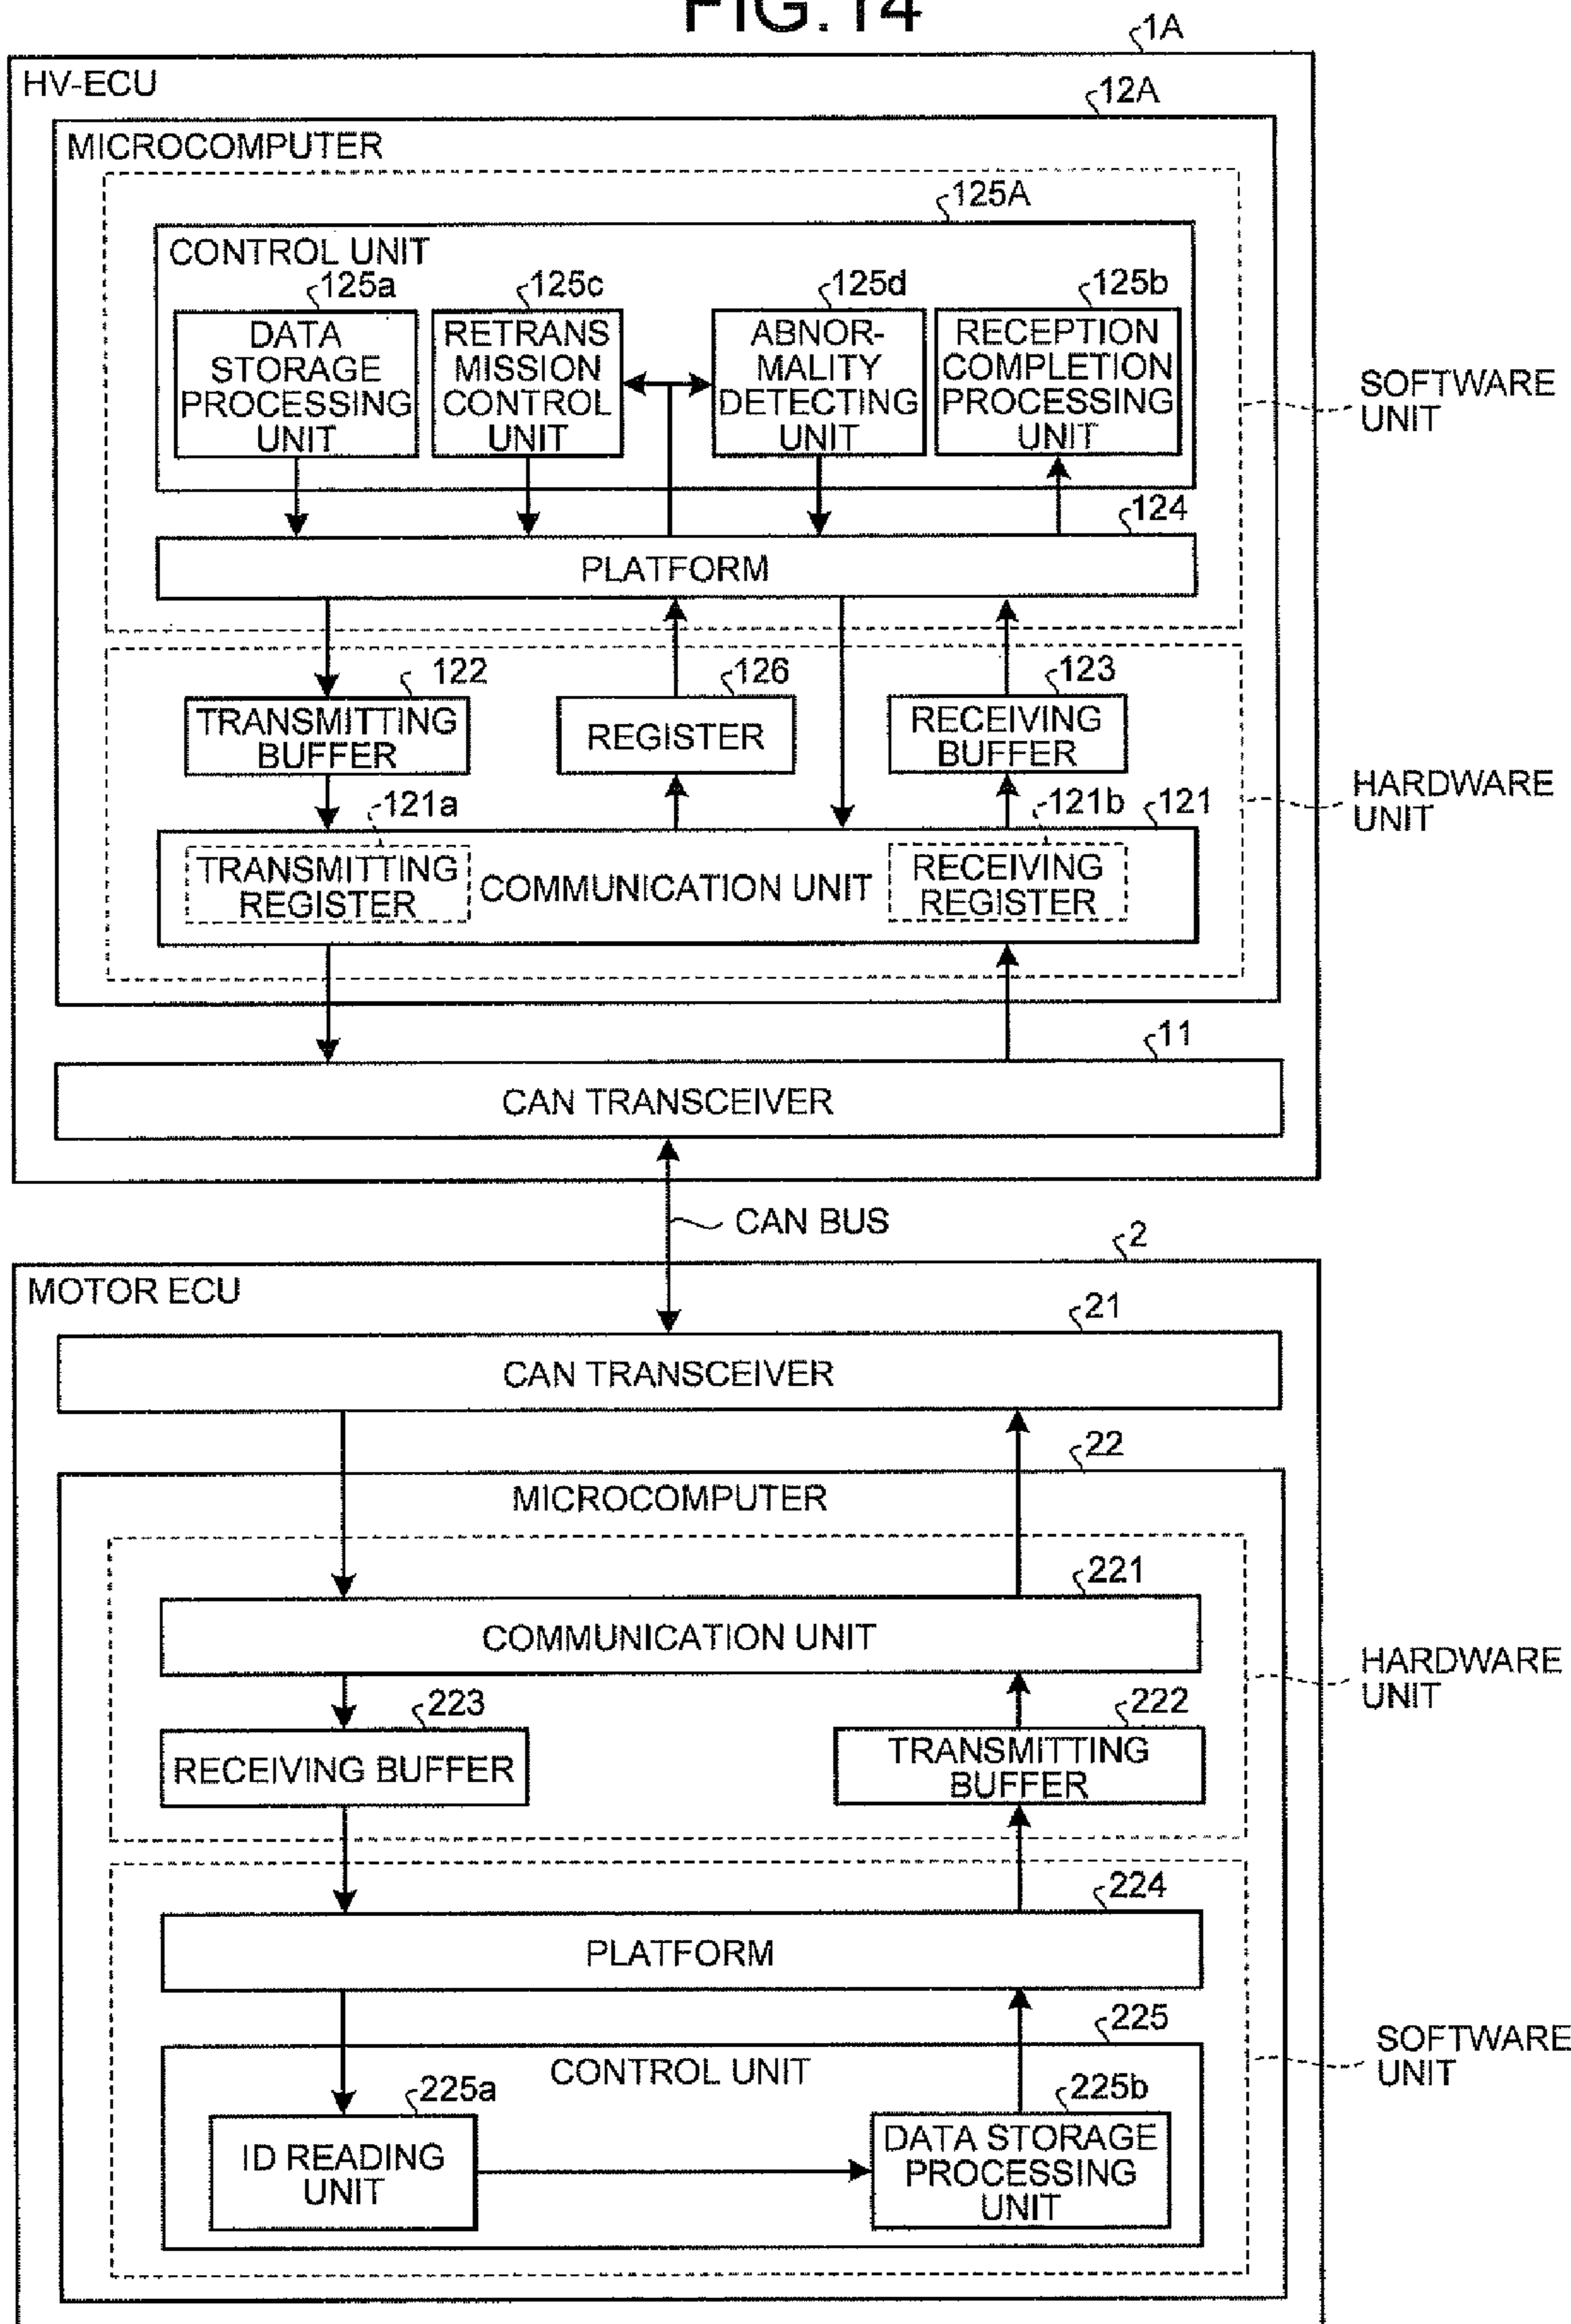 FIG.14
1A
HV-ECU
12A
MICROCOMPUTER
125A
CONTROL UNIT
125a
125c
125d
125b
DATA
STORAGE
PROCESSING
UNIT
RETRANS
MISSION
CONTROL
UNIT
ABNOR-
MALITY
DETECTING
UNIT
RECEPTION
COMPLETION
PROCESSING
UNIT
SOFTWARE
UNIT
124
PLATFORM
122
126
123
TRANSMITTING
BUFFER
REGISTER
RECEIVING
BUFFER
HARDWARE
UNIT
121a
121b
121
TRANSMITTING
REGISTER
COMMUNICATION UNIT
RECEIVING
REGISTER
11
CAN TRANSCEIVER
CAN BUS
2
MOTOR ECU
21
CAN TRANSCEIVER
22
MICROCOMPUTER
221
COMMUNICATION UNIT
HARDWARE
UNIT
223
222
RECEIVING BUFFER
TRANSMITTING
BUFFER
224
PLATFORM
225
CONTROL UNIT
SOFTWARE
UNIT
225a
225b
ID READING
UNIT
DATA STORAGE
PROCESSING
UNIT